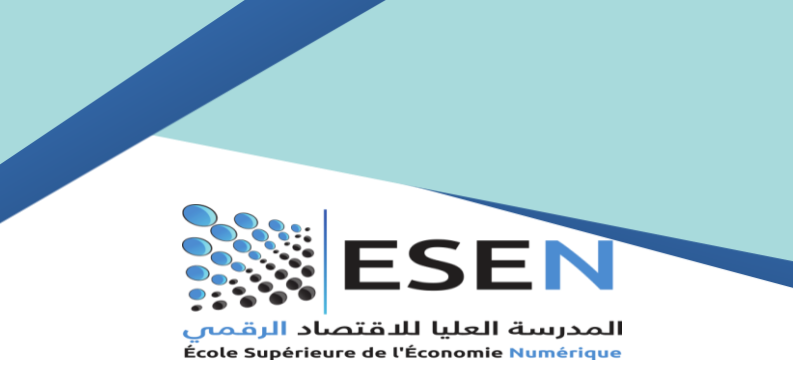 ESEN
المدرسة العليا للاقتصاد الرقمي
École Supérieure de l'Économie Numérique